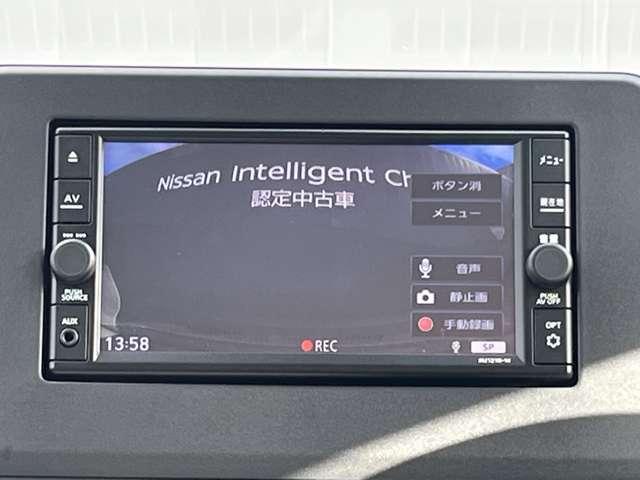 Nissan Intelligent Ch
認定中古車
ボタン消
メニュー
音声
静止画
手動録画
13:58
REC
SP
AV
PUSH
SOURCE
AUX
メニュー
現在地
音量
PUSH
AV OFF
OPT